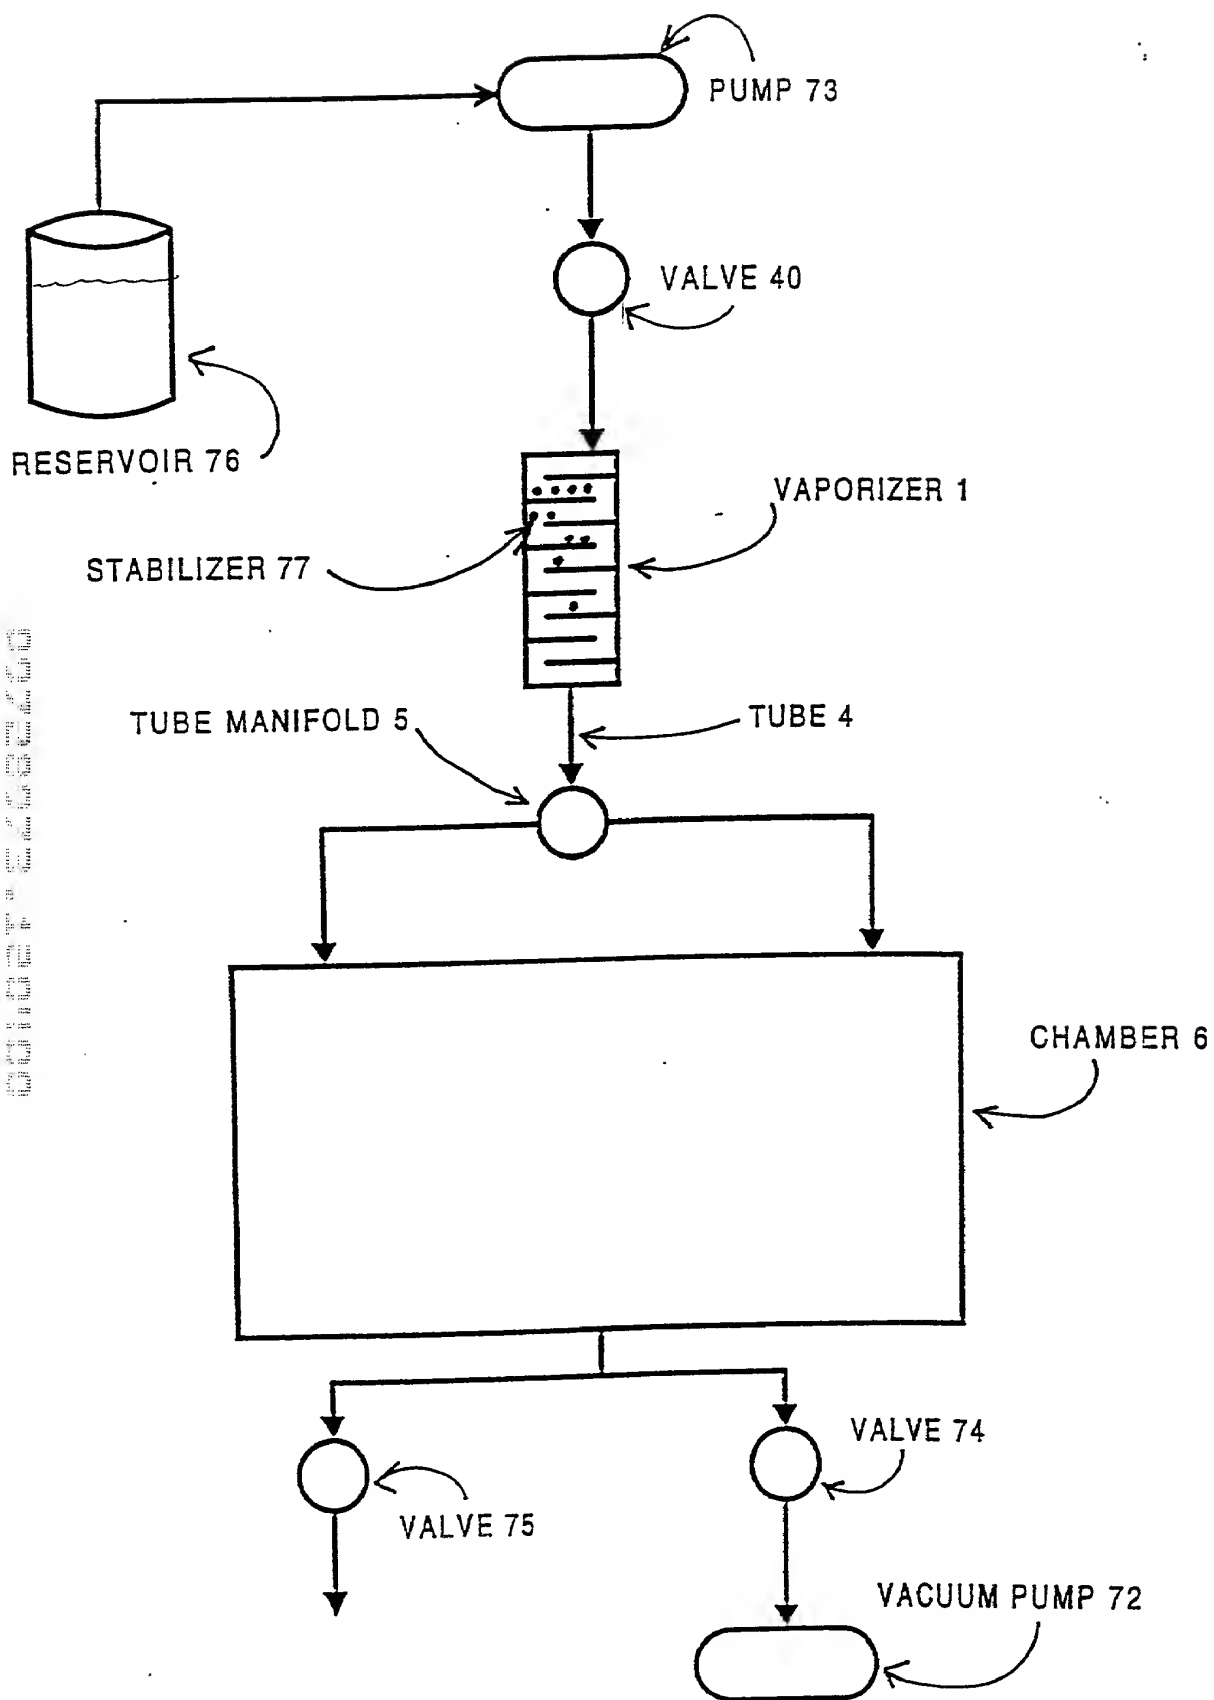 PUMP 73
VALVE 40
RESERVOIR 76
VAPORIZER 1
STABILIZER 77
TUBE MANIFOLD 5
TUBE 4
CHAMBER 6
VALVE 74
VALVE 75
VACUUM PUMP 72